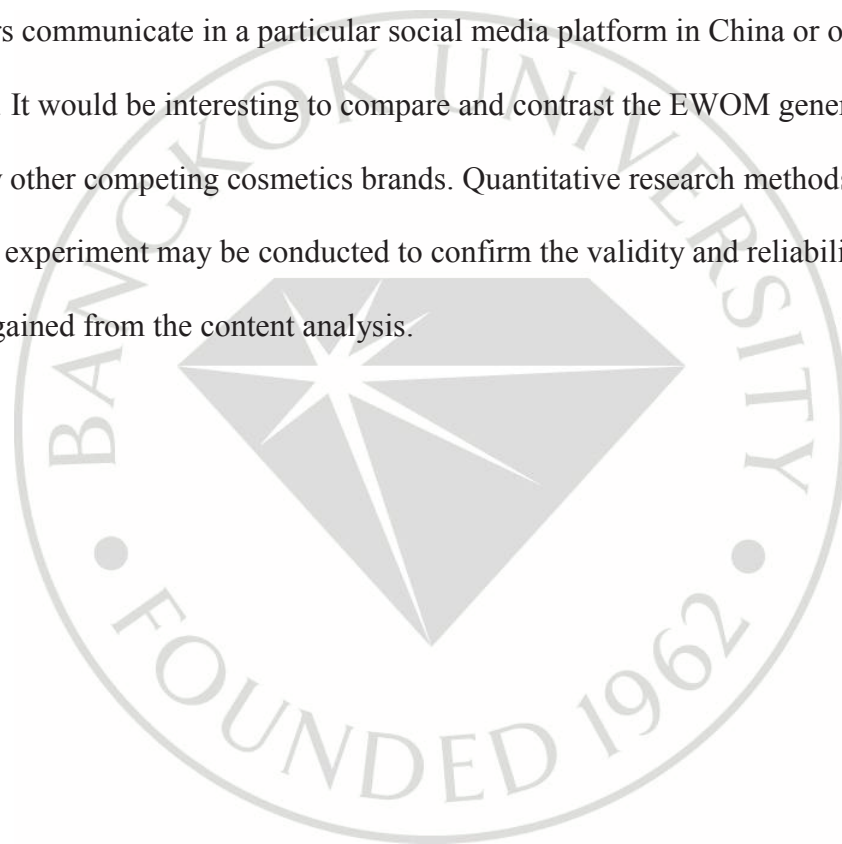 rs communicate in a particular social media platform in China or o
. It would be interesting to compare and contrast the EWOM gener
y other competing cosmetics brands. Quantitative research methods
experiment may be conducted to confirm the validity and reliabili
gained from the content analysis.
BANGKOK UNIVERSITY
• FOUNDED 1962 •